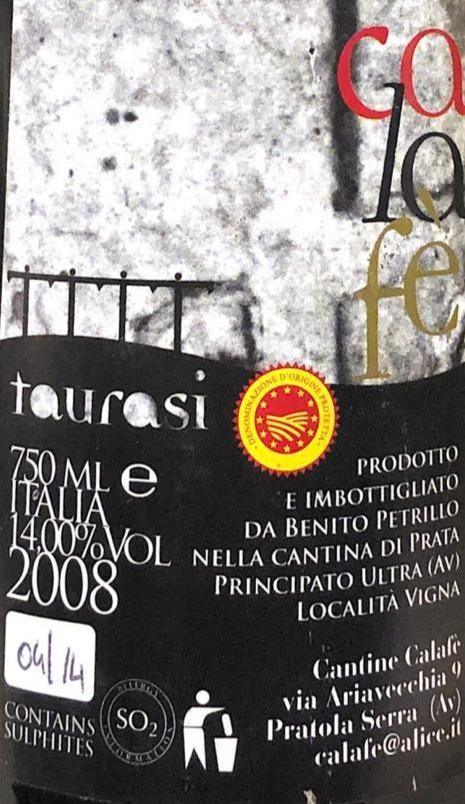 ca
la
fè
taurasi
DENOMINAZIONE D'ORIGINE PROTETTA
750 ML e
ITALIA
14,00% VOL
2008
PRODOTTO
E IMBOTTIGLIATO
DA BENITO PETRILLO
NELLA CANTINA DI PRATA
PRINCIPATO ULTRA (AV)
LOCALITÀ VIGNA
04/14
CONTAINS
SULPHITES
ALLERGY
SO2
INFORMATION
Cantine Calafè
via Ariavecchia 9
Pratola Serra (Av)
calafe@alice.it